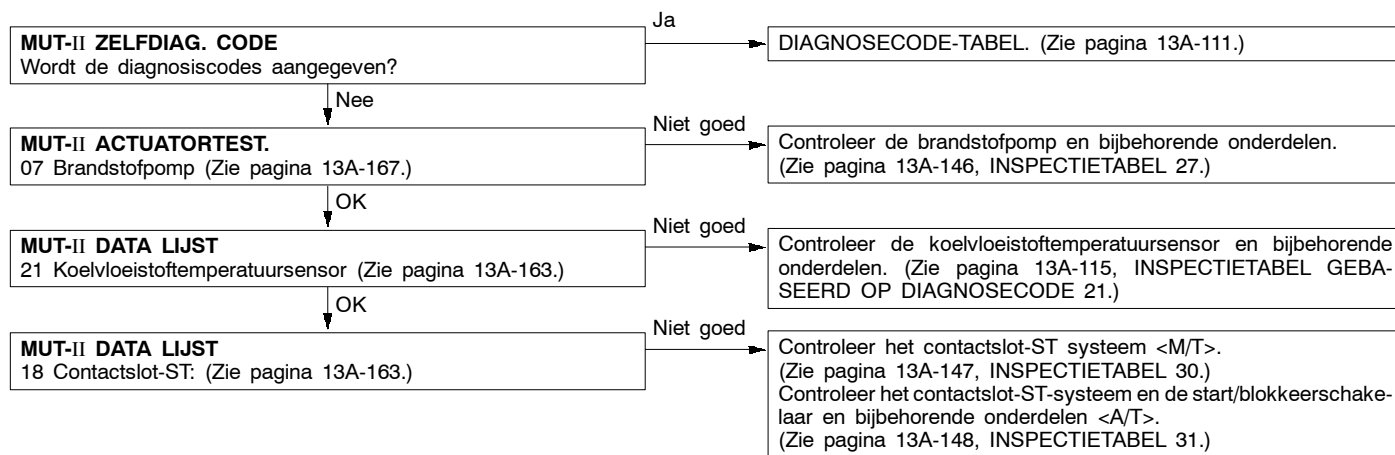 MUT-II ZELFDIAG. CODE
Wordt de diagnosiscodes aangegeven?
Ja
DIAGNOSECODE-TABEL. (Zie pagina 13A-111.)
Nee
MUT-II ACTUATORTEST.
07 Brandstofpomp (Zie pagina 13A-167.)
Niet goed
Controleer de brandstofpomp en bijbehorende onderdelen.
(Zie pagina 13A-146, INSPECTIETABEL 27.)
OK
MUT-II DATA LIJST
21 Koelvloeistoftemperatuursensor (Zie pagina 13A-163.)
Niet goed
Controleer de koelvloeistoftemperatuursensor en bijbehorende
onderdelen. (Zie pagina 13A-115, INSPECTIETABEL GEBA-
SEERD OP DIAGNOSECODE 21.)
OK
MUT-II DATA LIJST
18 Contactslot-ST: (Zie pagina 13A-163.)
Niet goed
Controleer het contactslot-ST systeem <M/T>.
(Zie pagina 13A-147, INSPECTIETABEL 30.)
Controleer het contactslot-ST-systeem en de start/blokkeerschake-
laar en bijbehorende onderdelen <A/T>.
(Zie pagina 13A-148, INSPECTIETABEL 31.)